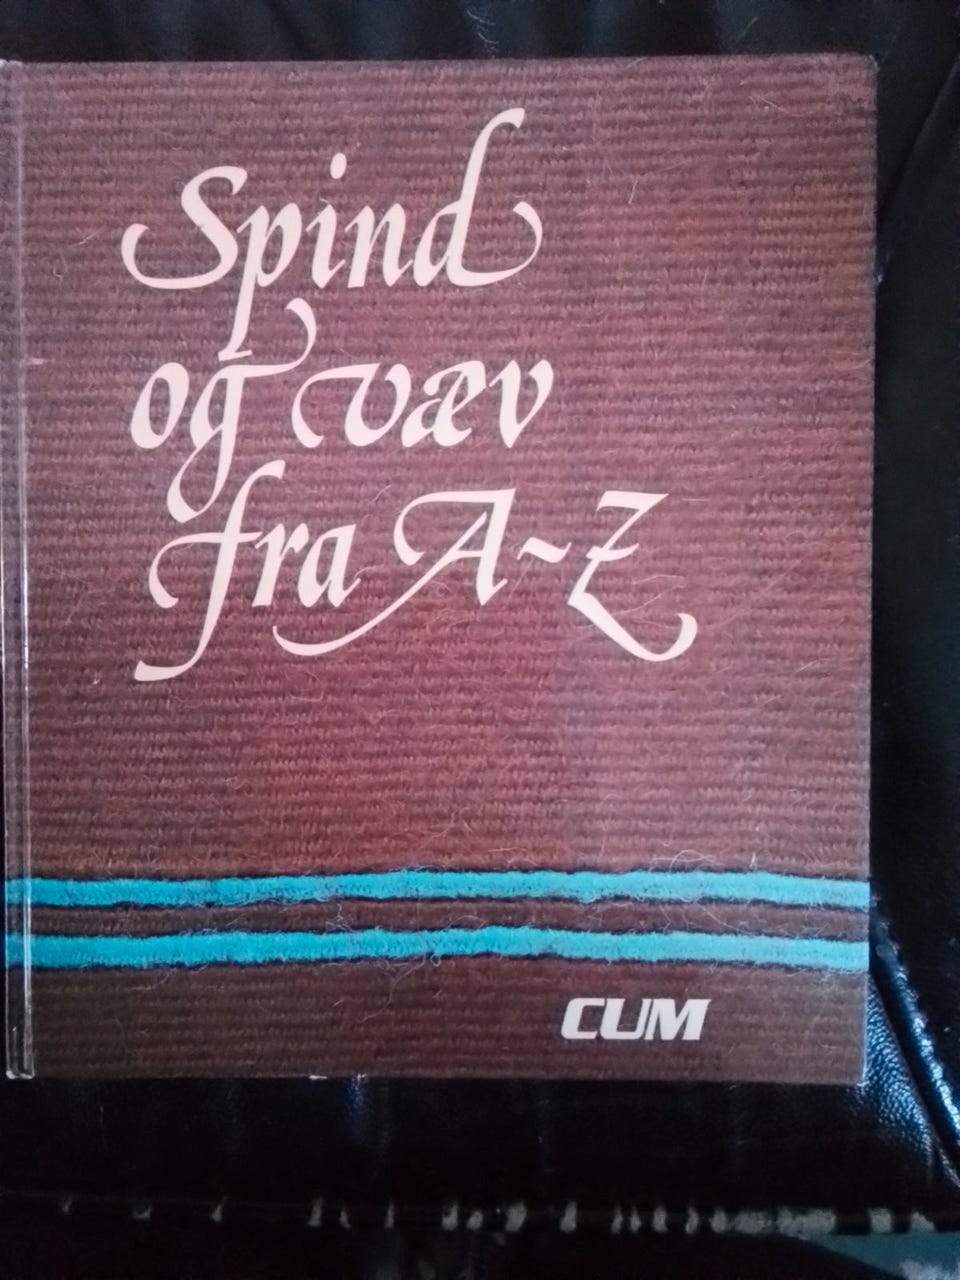 Spind
og væv
fra A-Z
CUM